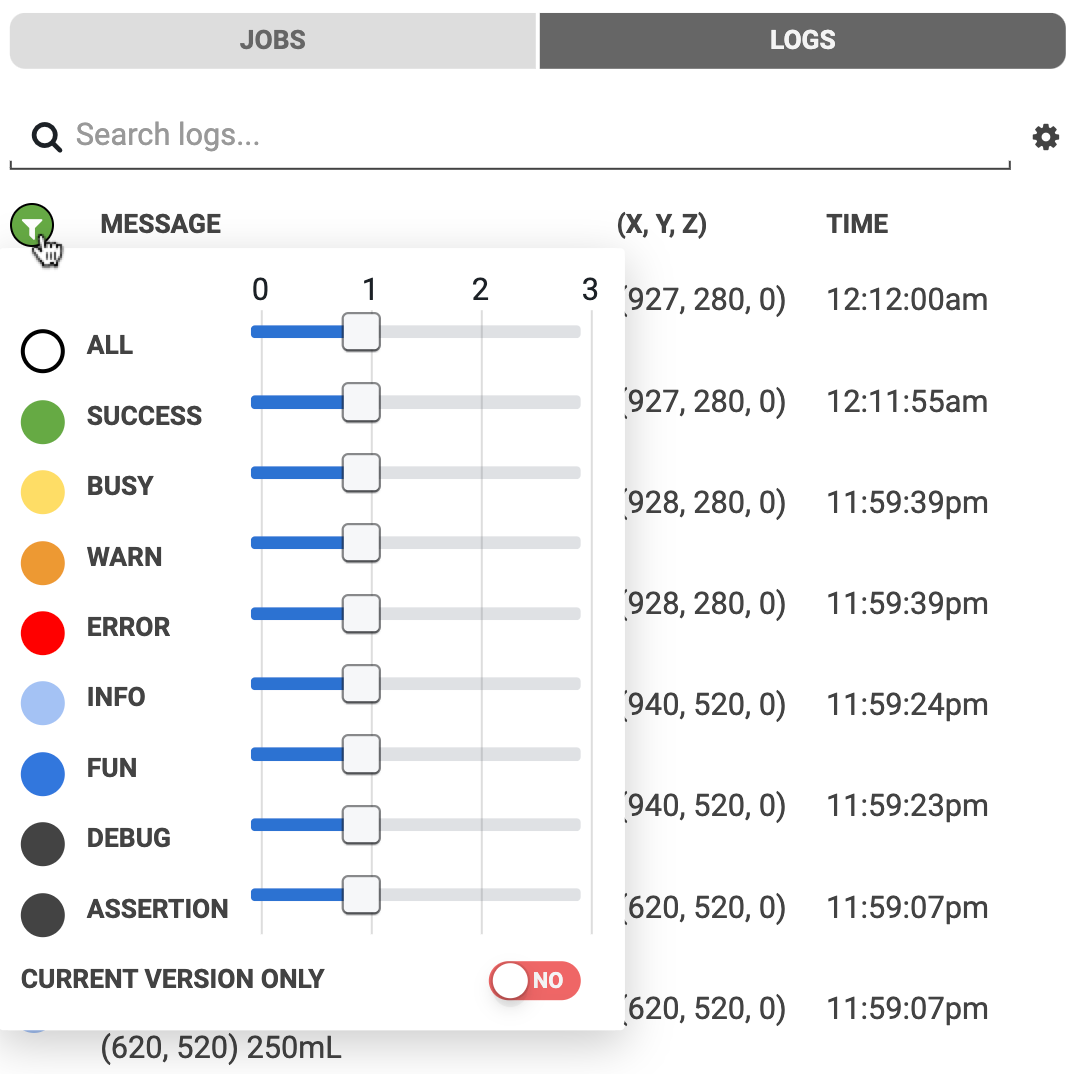 JOBS LOGS
Search logs...
MESSAGE (X, Y, Z) TIME
0 1 2 3
(927, 280, 0) 12:12:00am
ALL
SUCCESS (927, 280, 0) 12:11:55am
BUSY (928, 280, 0) 11:59:39pm
WARN
(928, 280, 0) 11:59:39pm
ERROR
INFO (940, 520, 0) 11:59:24pm
FUN
(940, 520, 0) 11:59:23pm
DEBUG
ASSERTION (620, 520, 0) 11:59:07pm
CURRENT VERSION ONLY NO
(620, 520, 0) 11:59:07pm
(620, 520) 250mL